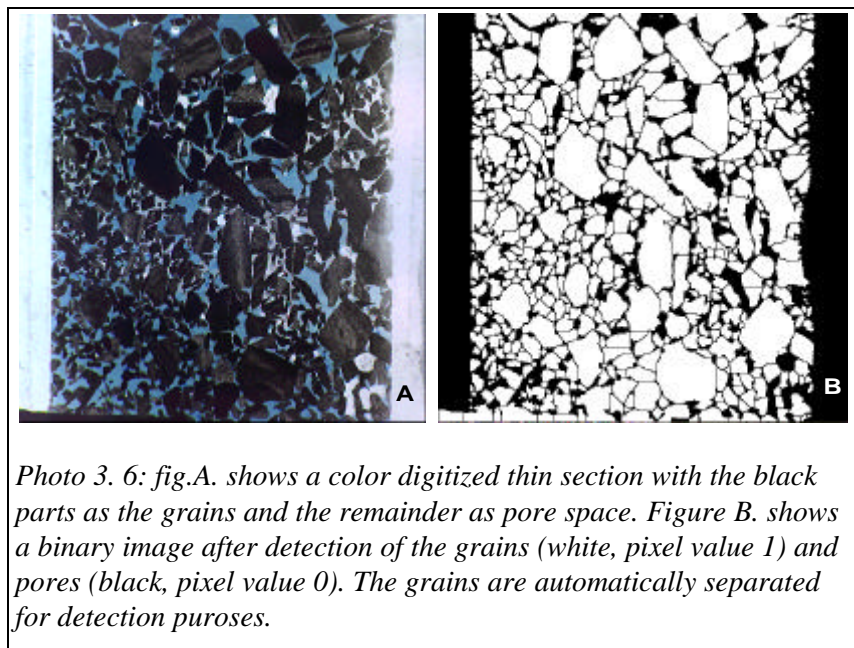 A
B
Photo 3. 6: fig.A. shows a color digitized thin section with the black
parts as the grains and the remainder as pore space. Figure B. shows
a binary image after detection of the grains (white, pixel value 1) and
pores (black, pixel value 0). The grains are automatically separated
for detection puroses.